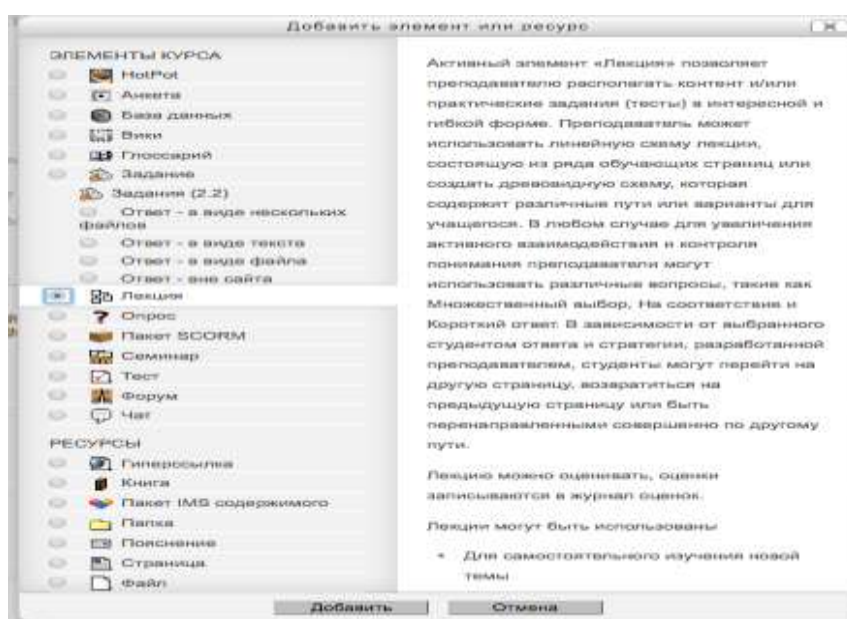 Добавить элемент или ресурс
ЭЛЕМЕНТЫ КУРСА
HotPot
Анкета
База данных
Вики
Глоссарий
Задание
Задания (2.2)
Ответ - в виде нескольких
файлов
Ответ - в виде текста
Ответ - в виде файла
Ответ - вне сайта
Лекция
Опрос
Пакет SCORM
Семинар
Тест
Форум
Чат
РЕСУРСЫ
Гиперссылка
Книга
Пакет IMS содержимого
Папка
Пояснение
Страница
Файл
Активный элемент «Лекция» позволяет
преподавателю располагать контент и/или
практические задания (тесты) в интересной и
гибкой форме. Преподаватель может
использовать линейную схему лекции,
состоящую из ряда обучающих страниц или
создать древовидную схему, которая
содержит различные пути или варианты для
учащегося. В любом случае для увеличения
активного взаимодействия и контроля
понимания преподаватели могут
использовать различные вопросы, такие как
Множественный выбор, На соответствие и
Короткий ответ. В зависимости от выбранного
студентом ответа и стратегии, разработанной
преподавателем, студенты могут перейти на
другую страницу, возвратиться на
предыдущую страницу или быть
перенаправленными совершенно по другому
пути.
Лекцию можно оценивать, оценки
записываются в журнал оценок.
Лекции могут быть использованы
• Для самостоятельного изучения новой
темы
Добавить
Отмена